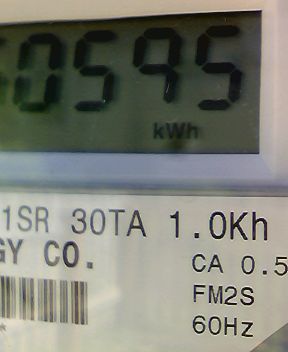 0595
kWh
1SR 30TA 1.0Kh
GY CO.
CA 0.5
FM2S
60Hz